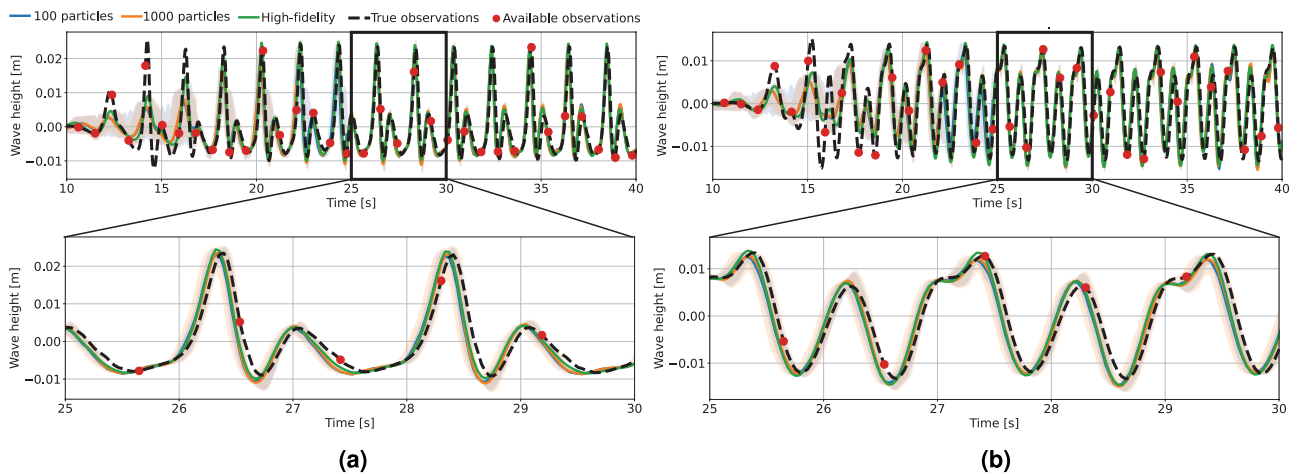 100 particles 1000 particles High-fidelity True observations Available observations
Wave height [m]
0.02
0.01
0.00
−0.01
10 15 20 25 30 35 40
Time [s]
Wave height [m]
0.02
0.01
0.00
−0.01
25 26 27 28 29 30
Time [s]
(a)
Wave height [m]
0.01
0.00
−0.01
10 15 20 25 30 35 40
Time [s]
Wave height [m]
0.01
0.00
−0.01
25 26 27 28 29 30
Time [s]
(b)